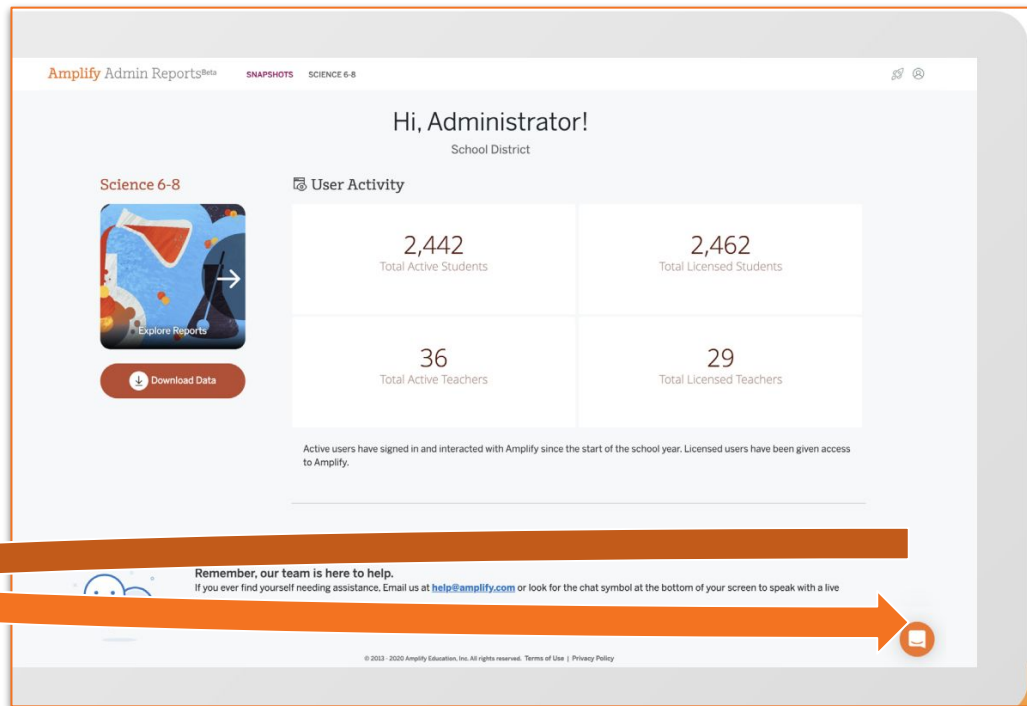 Amplify Admin Reports Beta SNAPSHOTS SCIENCE 6-8
Hi, Administrator!
School District
Science 6-8
User Activity
Explore Reports
Download Data
2,442
Total Active Students
2,462
Total Licensed Students
36
Total Active Teachers
29
Total Licensed Teachers
Active users have signed in and interacted with Amplify since the start of the school year. Licensed users have been given access
to Amplify.
Remember, our team is here to help.
If you ever find yourself needing assistance, Email us at help@amplify.com or look for the chat symbol at the bottom of your screen to speak with a live
© 2013 - 2020 Amplify Education, Inc. All rights reserved. Terms of Use | Privacy Policy